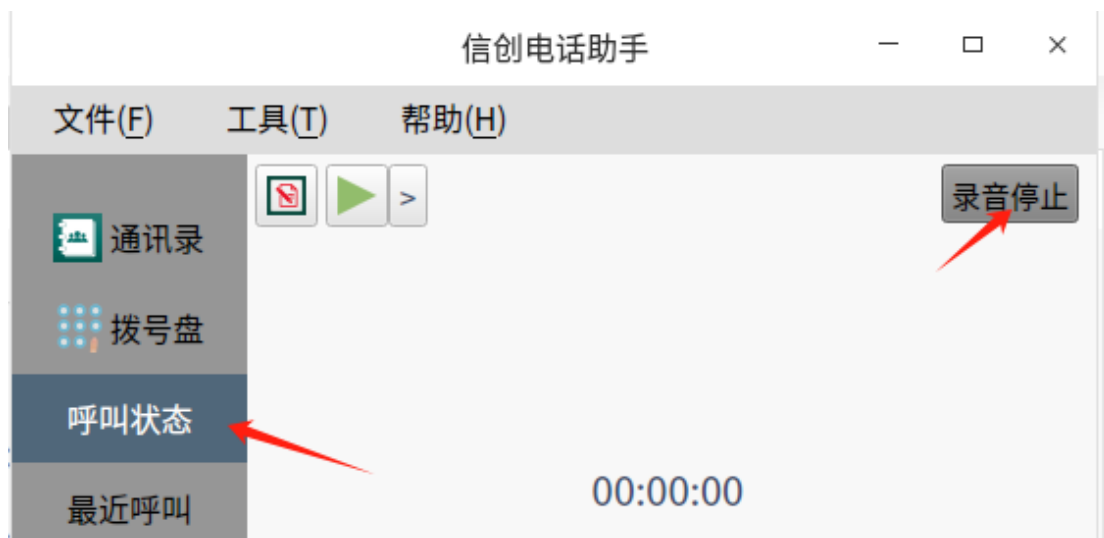 信创电话助手
文件(F) 工具(T) 帮助(H)
> 录音停止
通讯录
拨号盘
呼叫状态
00:00:00
最近呼叫